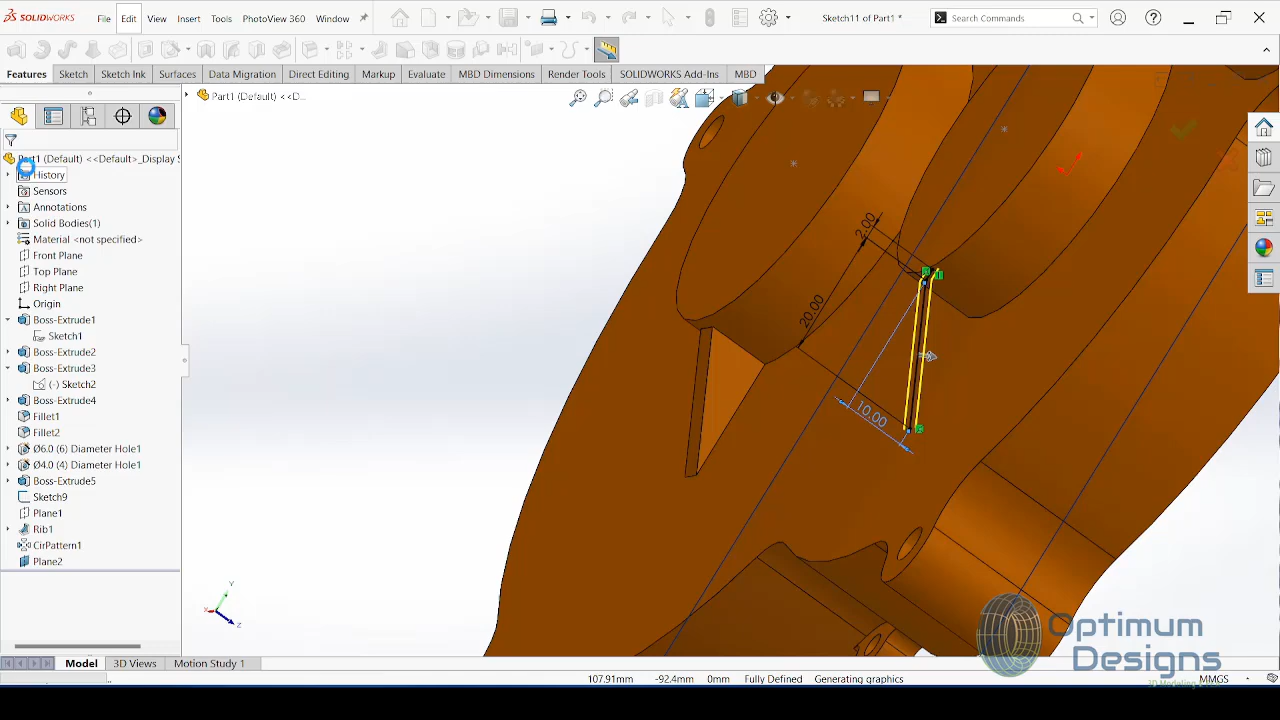 SOLIDWORKS File Edit View Insert Tools PhotoView 360 Window Sketch11 of Part1 * Search Commands
Features Sketch Sketch Ink Surfaces Data Migration Direct Editing Markup Evaluate MBD Dimensions Render Tools SOLIDWORKS Add-Ins MBD
Part1 (Default) <<D...
Part1 (Default) <<Default>_Display S
History
Sensors
Annotations
Solid Bodies(1)
Material <not specified>
Front Plane
Top Plane
Right Plane
Origin
Boss-Extrude1
Sketch1
Boss-Extrude2
Boss-Extrude3
(-) Sketch2
Boss-Extrude4
Fillet1
Fillet2
Ø6.0 (6) Diameter Hole1
Ø4.0 (4) Diameter Hole1
Boss-Extrude5
Sketch9
Plane1
Rib1
CirPattern1
Plane2
2.00
20.00
10.00
Y
X
Z
Optimum
Designs
Model 3D Views Motion Study 1
107.91mm -92.4mm 0mm Fully Defined Generating graphics MMGS